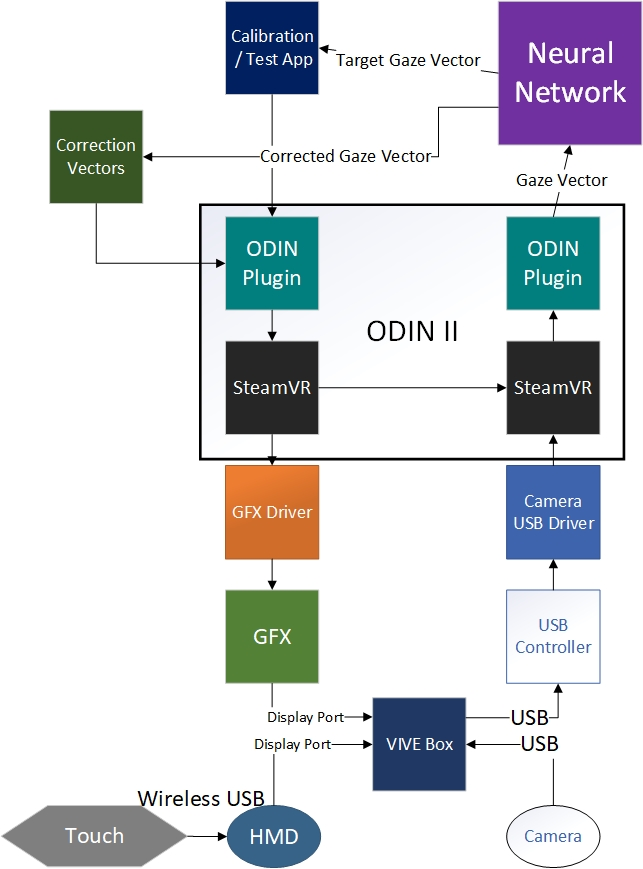 Calibration
/ Test App
Target Gaze Vector
Neural
Network
Correction
Vectors
Corrected Gaze Vector
Gaze Vector
ODIN
Plugin
ODIN
Plugin
ODIN II
SteamVR
SteamVR
GFX Driver
Camera
USB Driver
GFX
USB
Controller
Display Port
VIVE Box
USB
Display Port
USB
Wireless USB
Touch
HMD
Camera